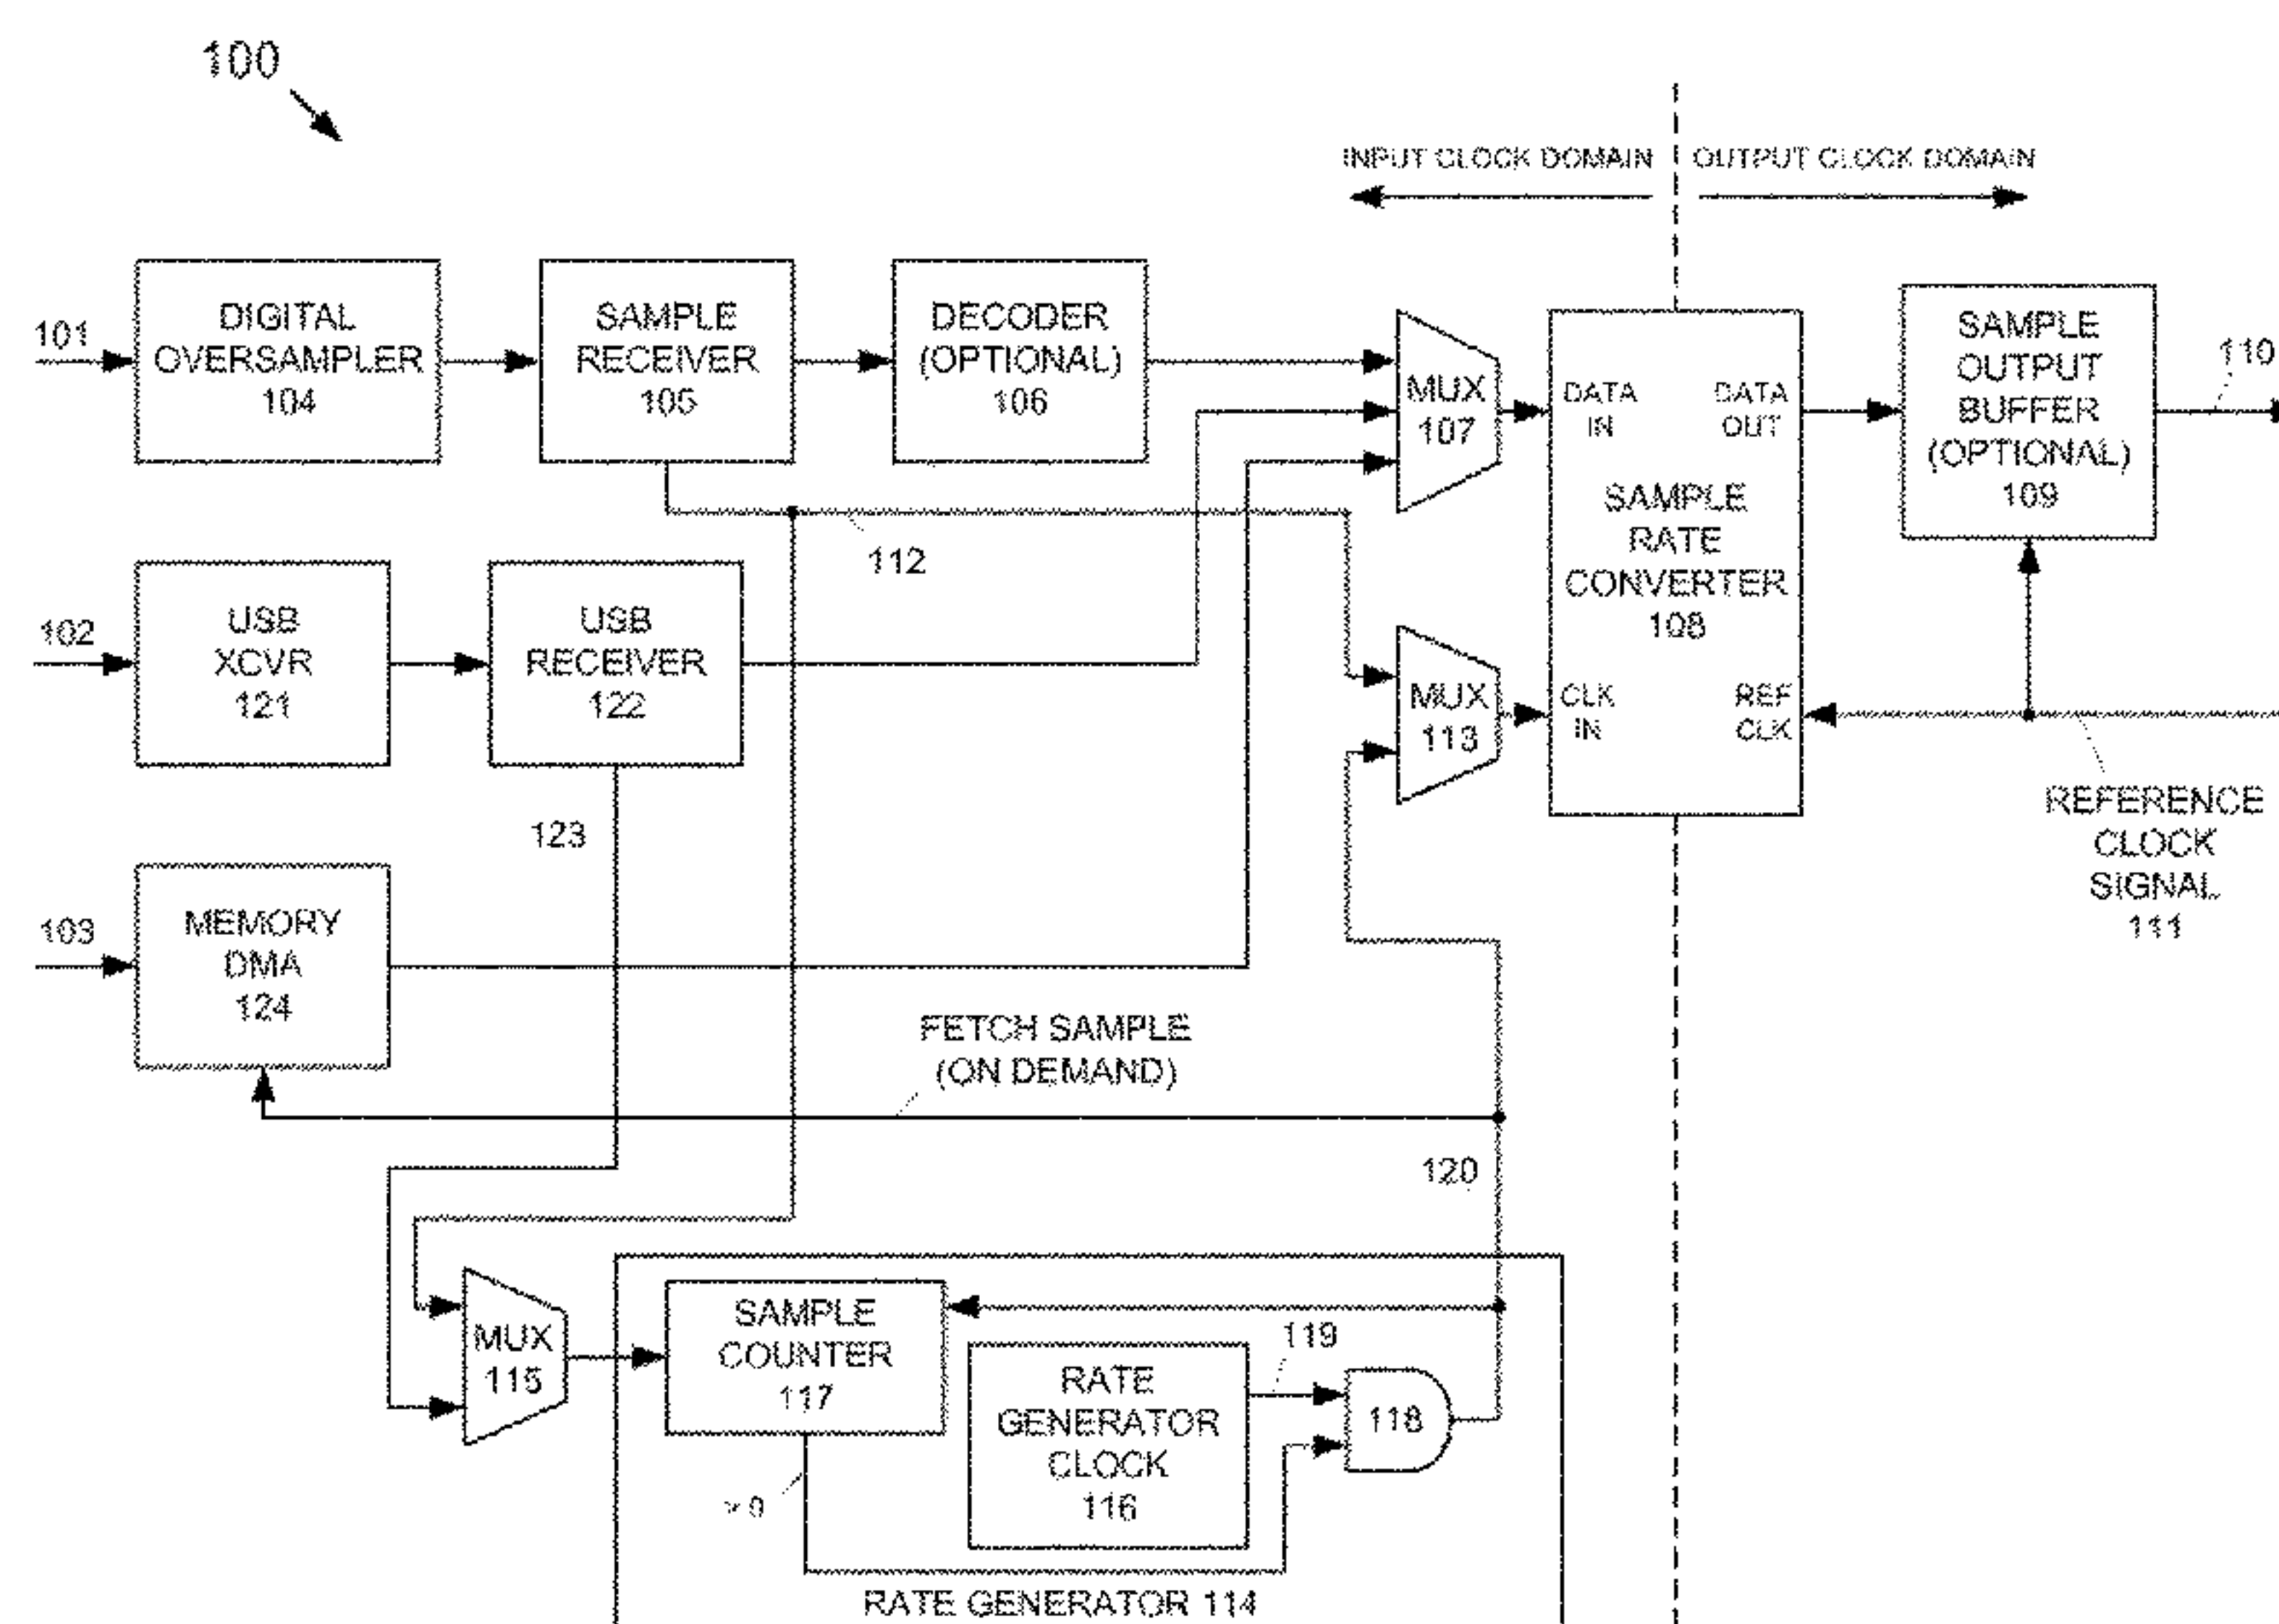 100
INPUT CLOCK DOMAIN
OUTPUT CLOCK DOMAIN
101
DIGITAL
OVERSAMPLER
104
SAMPLE
RECEIVER
105
DECODER
(OPTIONAL)
106
MUX
107
DATA
IN
DATA
OUT
SAMPLE
RATE
CONVERTER
108
CLK
IN
REF
CLK
SAMPLE
OUTPUT
BUFFER
(OPTIONAL)
109
110
112
102
USB
XCVR
121
USB
RECEIVER
122
MUX
113
REFERENCE
CLOCK
SIGNAL
111
123
103
MEMORY
DMA
124
FETCH SAMPLE
(ON DEMAND)
120
MUX
115
SAMPLE
COUNTER
117
119
RATE
GENERATOR
CLOCK
116
118
> 0
RATE GENERATOR 114